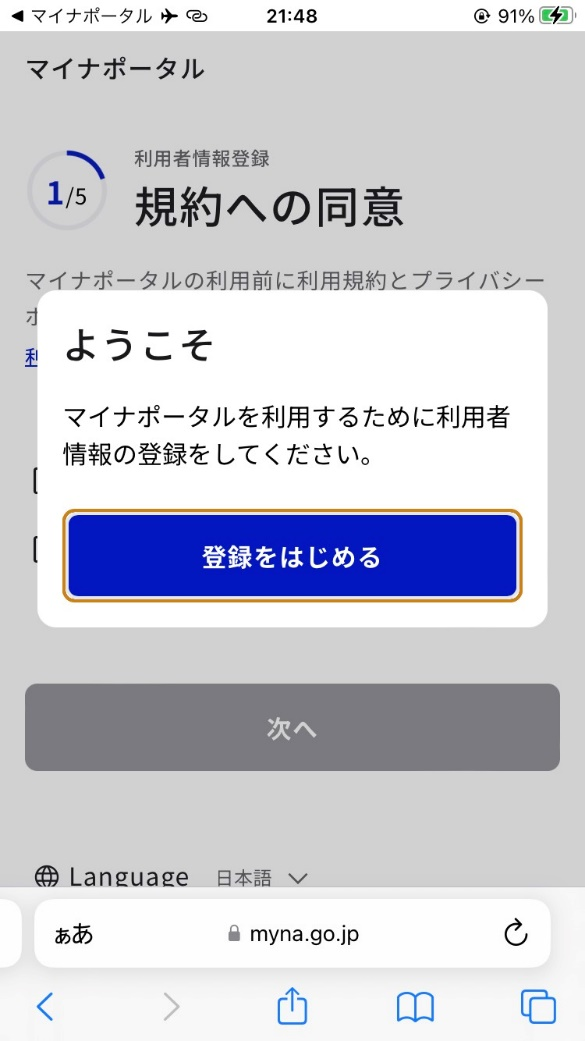 マイナポータル
21:48
91%
マイナポータル
1/5
利用者情報登録
規約への同意
マイナポータルの利用前に利用規約とプライバシー
ポ
利
ようこそ
マイナポータルを利用するために利用者
情報の登録をしてください。
登録をはじめる
次へ
Language 日本語
ぁあ
myna.go.jp